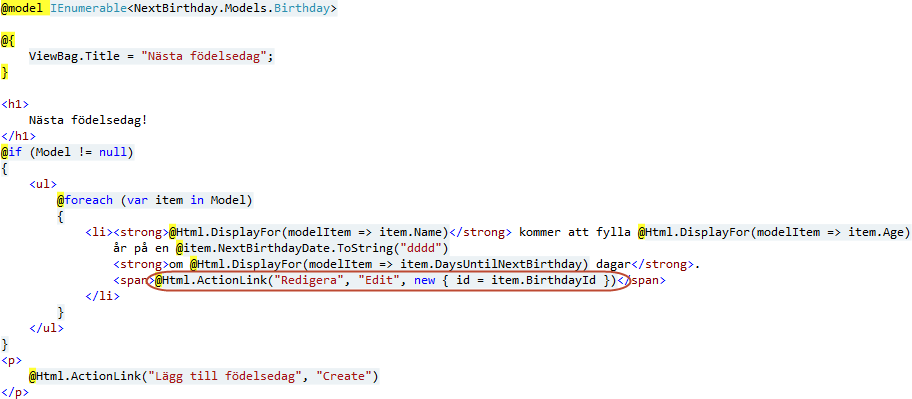 @model IEnumerable<NextBirthday.Models.Birthday>
@{
ViewBag.Title = "Nästa födelsedag";
}
<h1>
Nästa födelsedag!
</h1>
@if (Model != null)
{
<ul>
@foreach (var item in Model)
{
<li><strong>@Html.DisplayFor(modelItem => item.Name)</strong> kommer att fylla @Html.DisplayFor(modelItem => item.Age)
år på en @item.NextBirthdayDate.ToString("dddd")
<strong>om @Html.DisplayFor(modelItem => item.DaysUntilNextBirthday) dagar</strong>.
<span>@Html.ActionLink("Redigera", "Edit", new { id = item.BirthdayId })</span>
</li>
}
</ul>
}
<p>
@Html.ActionLink("Lägg till födelsedag", "Create")
</p>